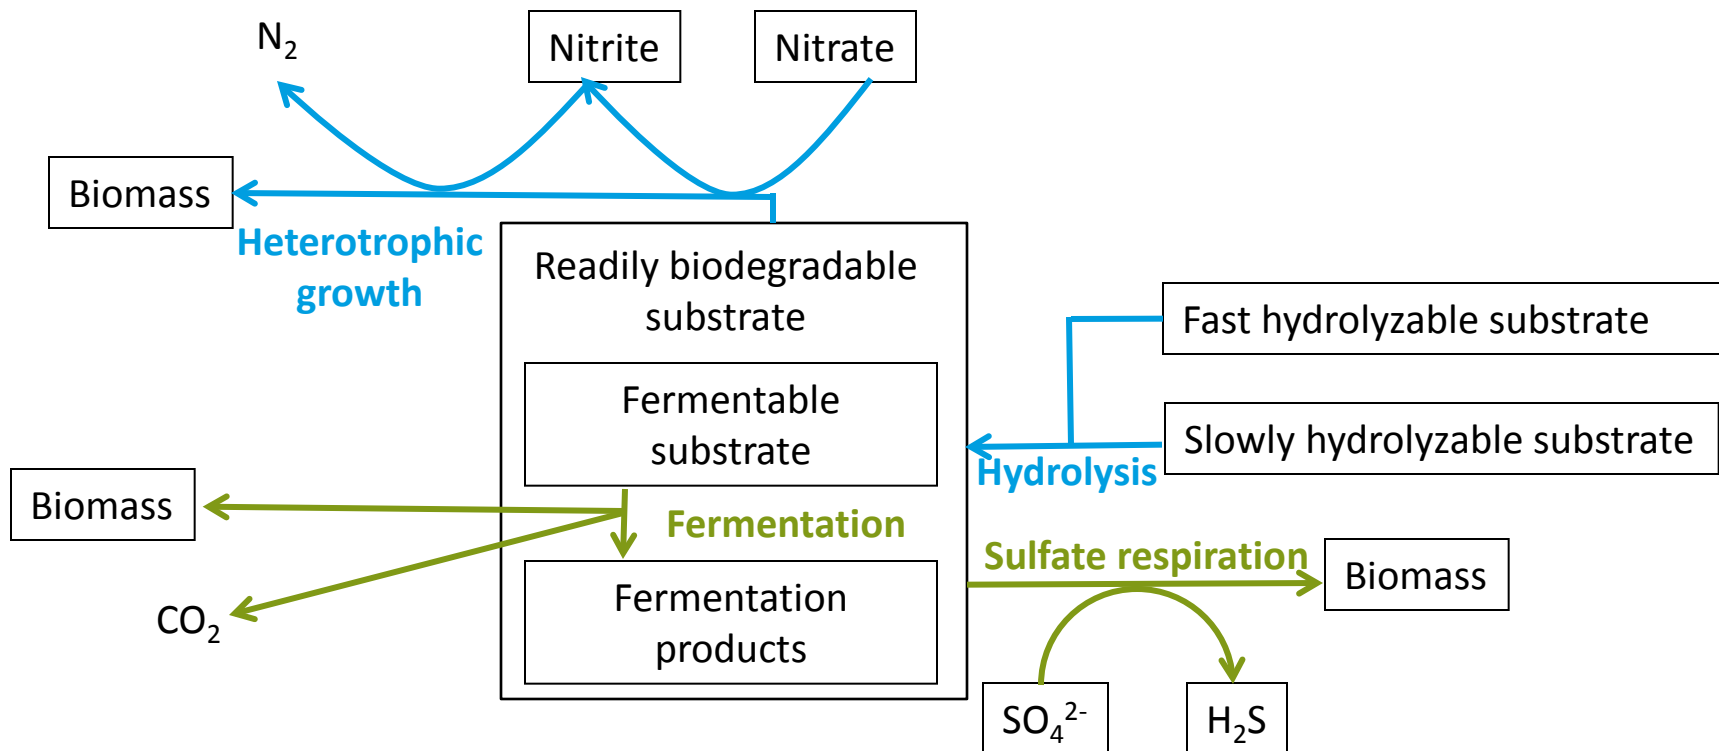 N₂
Nitrite
Nitrate
Biomass
Heterotrophic
growth
Readily biodegradable
substrate
Fast hydrolyzable substrate
Fermentable
substrate
Slowly hydrolyzable substrate
Hydrolysis
Biomass
Fermentation
Sulfate respiration
Biomass
CO₂
Fermentation
products
SO₄²⁻
H₂S